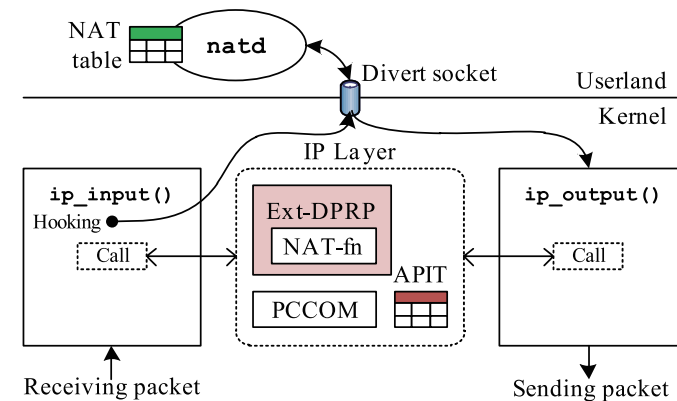 NAT
table
natd
Divert socket
Userland
Kernel
IP Layer
ip_input()
Hooking
Call
Ext-DPRP
NAT-fn
APIT
PCCOM
ip_output()
Call
Receiving packet
Sending packet